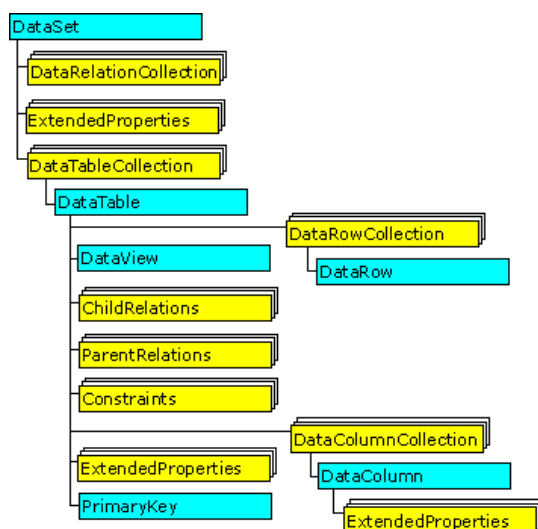 DataSet
DataRelationCollection
ExtendedProperties
DataTableCollection
DataTable
DataRowCollection
DataView
DataRow
ChildRelations
ParentRelations
Constraints
DataColumnCollection
ExtendedProperties
DataColumn
PrimaryKey
ExtendedProperties